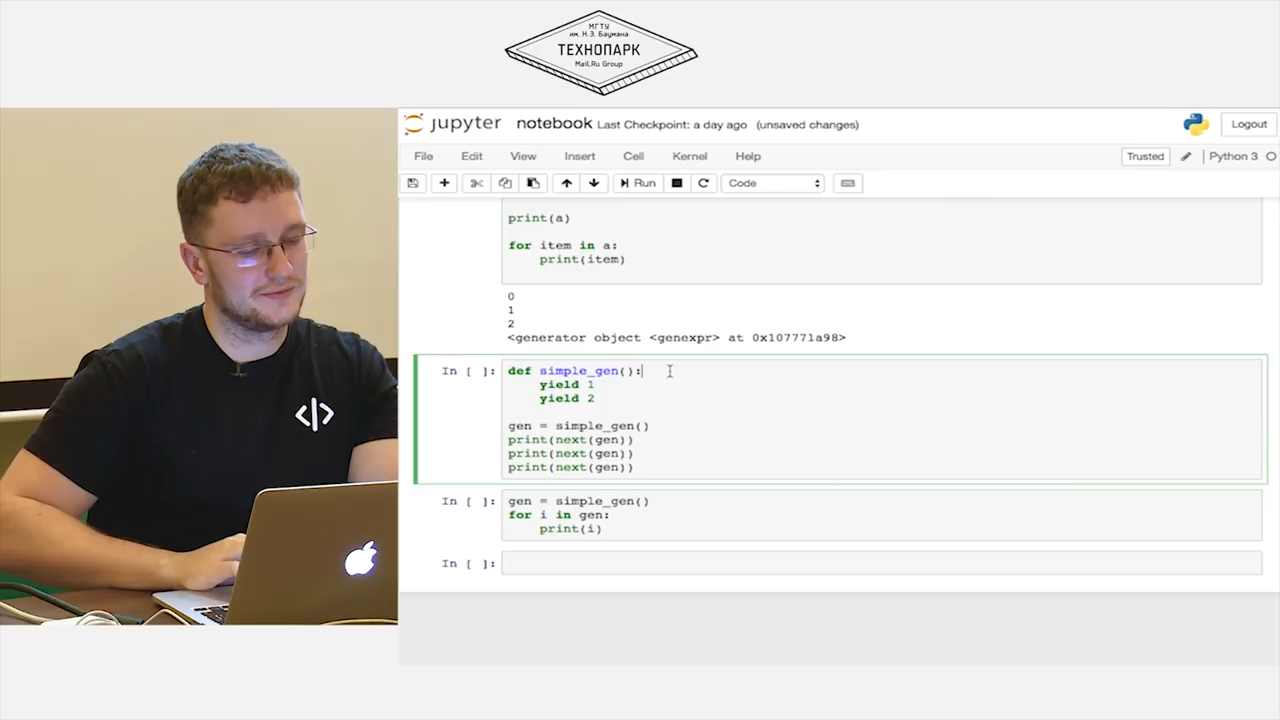 МГТУ
им. Н.Э. Баумана
ТЕХНОПАРК
Mail.Ru Group
jupyter notebook Last Checkpoint: a day ago (unsaved changes)
Logout
File Edit View Insert Cell Kernel Help
Trusted
Python 3
Run
Code
print(a)
for item in a:
    print(item)
0
1
2
<generator object <genexpr> at 0x107771a98>
In [ ]: def simple_gen():
    yield 1
    yield 2
gen = simple_gen()
print(next(gen))
print(next(gen))
print(next(gen))
In [ ]: gen = simple_gen()
for i in gen:
    print(i)
In [ ]: